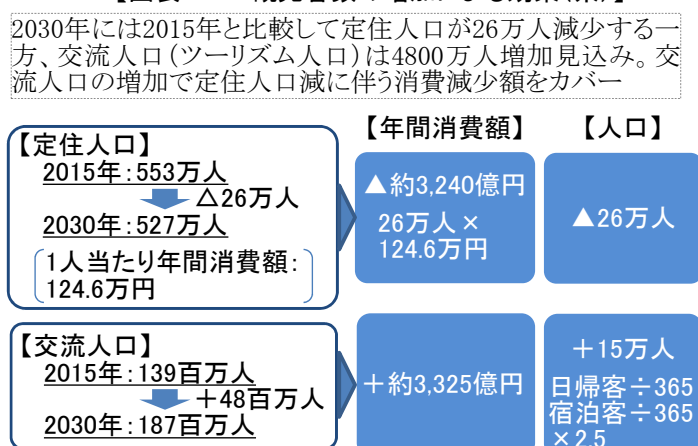 2030年には2015年と比較して定住人口が26万人減少する一
方、交流人口（ツーリズム人口）は4800万人増加見込み。交
流人口の増加で定住人口減に伴う消費減少額をカバー
【年間消費額】
【人口】
【定住人口】
2015年：553万人
△26万人
2030年：527万人
1人当たり年間消費額：
124.6万円
▲約3,240億円
26万人×
124.6万円
▲26万人
【交流人口】
2015年：139百万人
＋48百万人
2030年：187百万人
＋約3,325億円
＋15万人
日帰客÷365
宿泊客÷365
×2.5